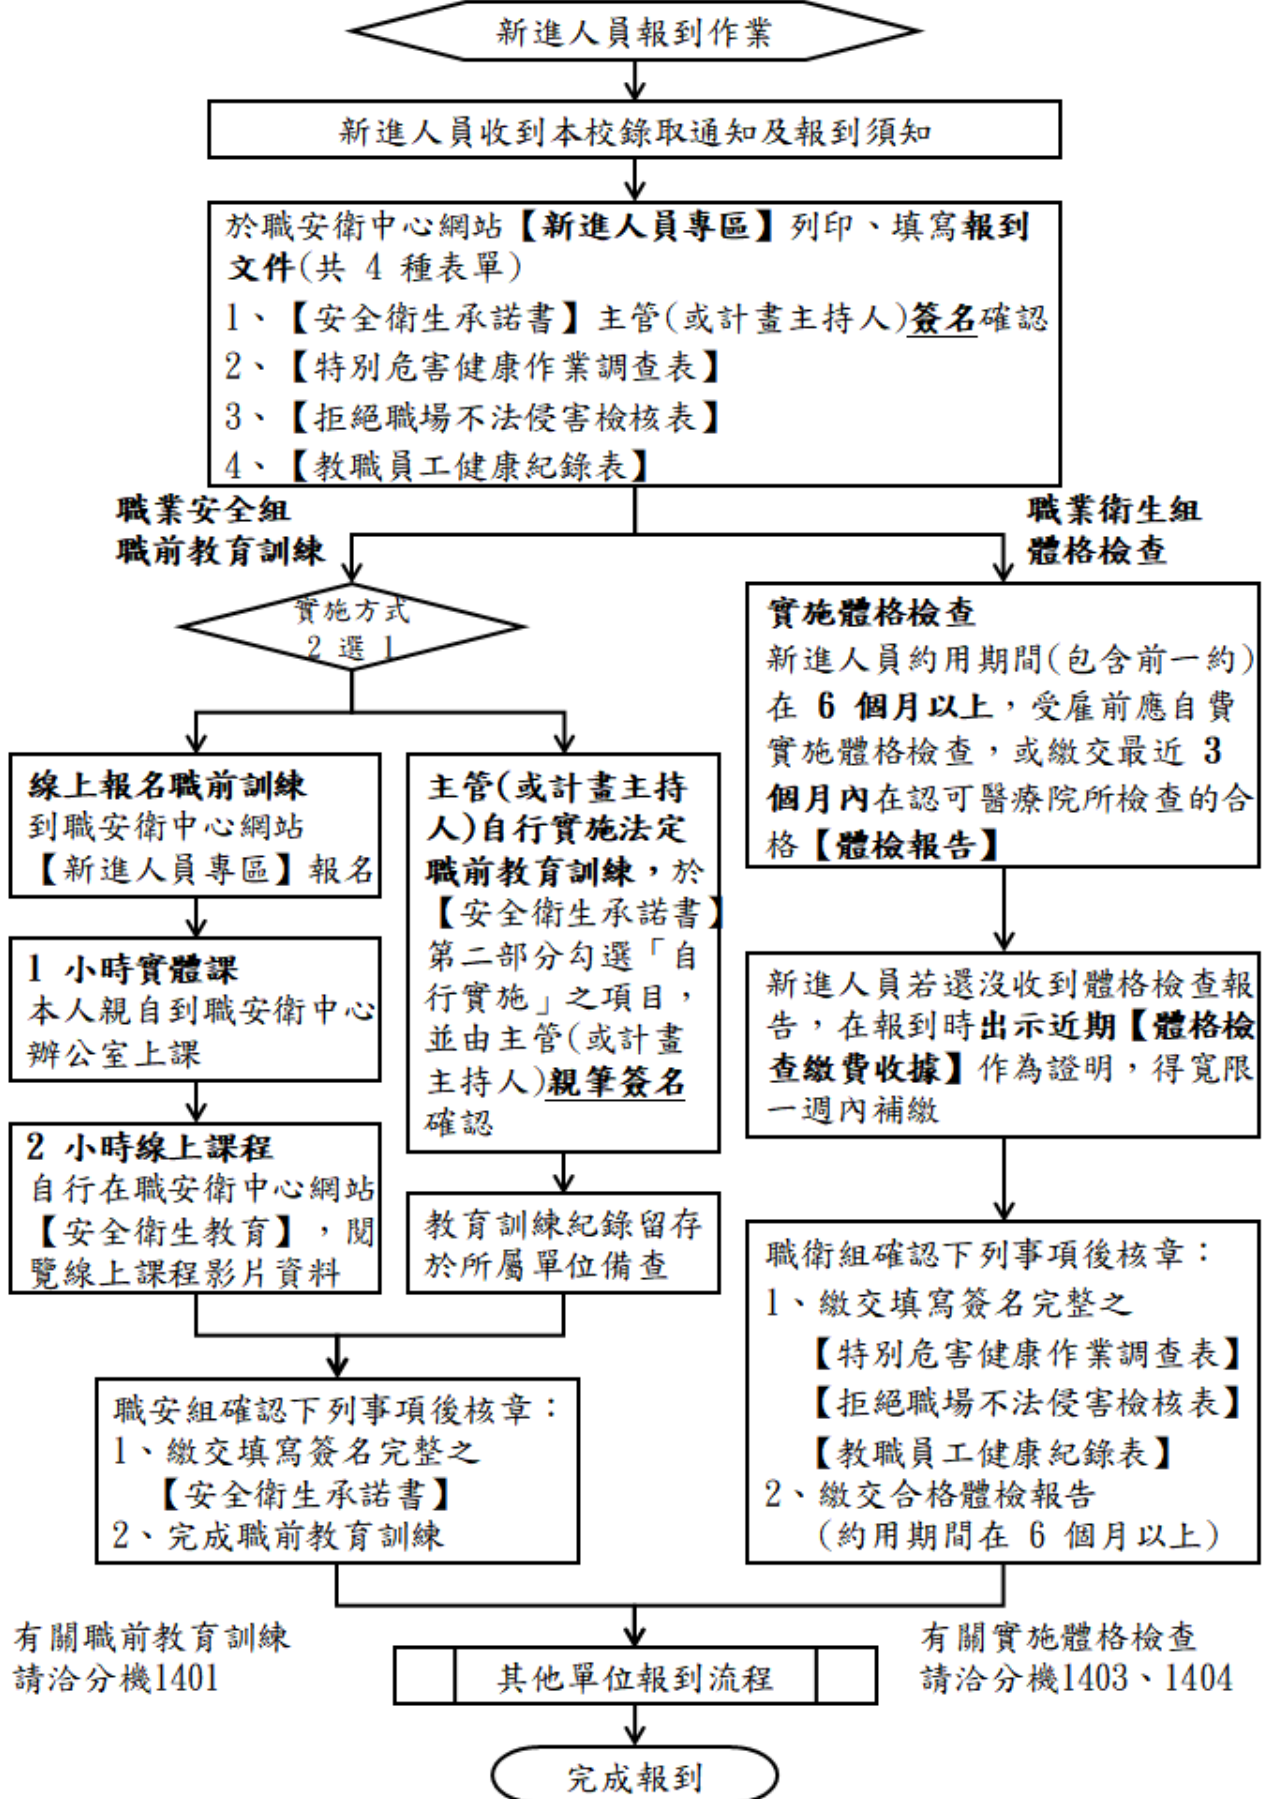 新進人員報到作業
新進人員收到本校錄取通知及報到須知
於職安衛中心網站【新進人員專區】列印、填寫報到
文件(共 4 種表單)
1、【安全衛生承諾書】主管(或計畫主持人)簽名確認
2、【特別危害健康作業調查表】
3、【拒絕職場不法侵害檢核表】
4、【教職員工健康紀錄表】
職業安全組
職前教育訓練
實施方式
2 選 1
線上報名職前訓練
到職安衛中心網站
【新進人員專區】報名
1 小時實體課
本人親自到職安衛中心
辦公室上課
2 小時線上課程
自行在職安衛中心網站
【安全衛生教育】,閱
覽線上課程影片資料
主管(或計畫主持
人)自行實施法定
職前教育訓練,於
【安全衛生承諾書】
第二部分勾選「自
行實施」之項目,
並由主管(或計畫
主持人)親筆簽名
確認
教育訓練紀錄留存
於所屬單位備查
職安組確認下列事項後核章：
1、繳交填寫簽名完整之
【安全衛生承諾書】
2、完成職前教育訓練
職業衛生組
體格檢查
實施體格檢查
新進人員約用期間(包含前一約)
在 6 個月以上,受雇前應自費
實施體格檢查,或繳交最近 3
個月內在認可醫療院所檢查的合
格【體檢報告】
新進人員若還沒收到體格檢查報
告,在報到時出示近期【體格檢
查繳費收據】作為證明,得寬限
一週內補繳
職衛組確認下列事項後核章：
1、繳交填寫簽名完整之
【特別危害健康作業調查表】
【拒絕職場不法侵害檢核表】
【教職員工健康紀錄表】
2、繳交合格體檢報告
(約用期間在 6 個月以上)
有關職前教育訓練
請洽分機1401
有關實施體格檢查
請洽分機1403、1404
其他單位報到流程
完成報到